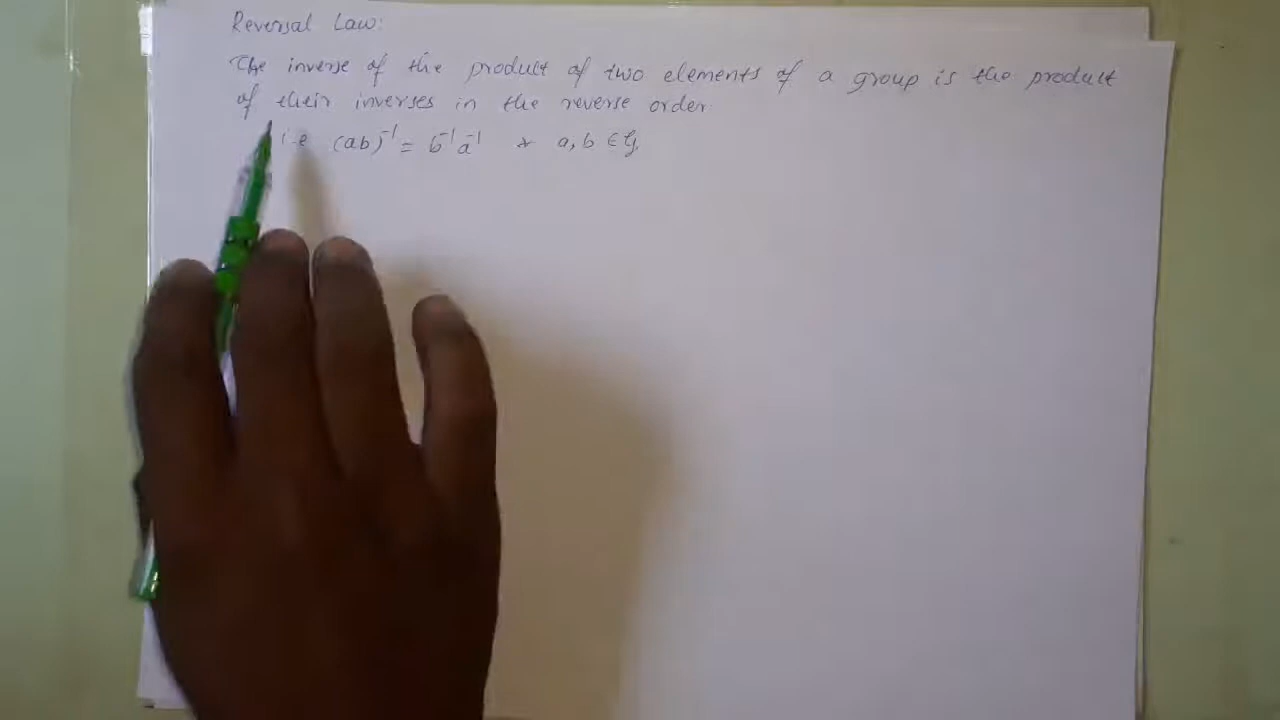 Reversal Law:
The inverse of the product of two elements of a group is the product
of their inverses in the reverse order.
i.e (ab)⁻¹ = b⁻¹a⁻¹ ∀ a, b ∈ G.